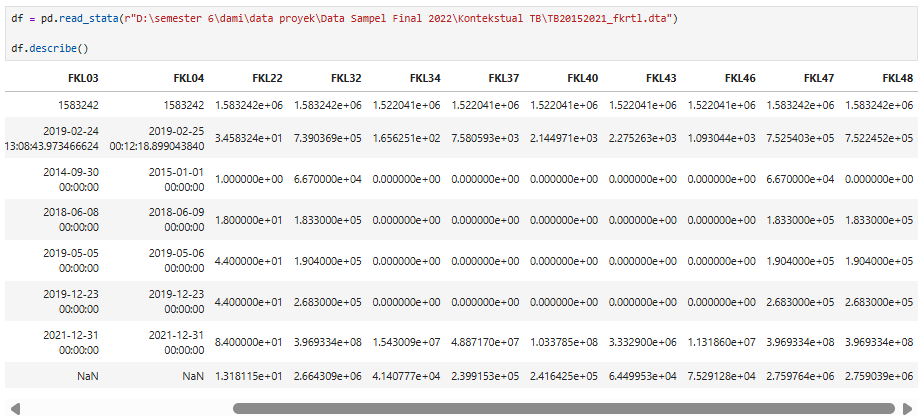 df = pd.read_stata(r"D:\semester 6\dami\data proyek\Data Sampel Final 2022\Kontekstual TB\TB20152021_fkrtl.dta")
df.describe()
FKL03 FKL04 FKL22 FKL32 FKL34 FKL37 FKL40 FKL43 FKL46 FKL47 FKL48
1583242 1583242 1.583242e+06 1.583242e+06 1.522041e+06 1.522041e+06 1.522041e+06 1.522041e+06 1.522041e+06 1.583242e+06 1.583242e+06
2019-02-24 2019-02-25
13:08:43.973466624 00:12:18.899043840 3.458324e+01 7.390369e+05 1.656251e+02 7.580593e+03 2.144971e+03 2.275263e+03 1.093044e+03 7.525403e+05 7.522452e+05
2014-09-30 2015-01-01
00:00:00 00:00:00 1.000000e+00 6.670000e+04 0.000000e+00 0.000000e+00 0.000000e+00 0.000000e+00 0.000000e+00 6.670000e+04 0.000000e+00
2018-06-08 2018-06-09
00:00:00 00:00:00 1.800000e+01 1.833000e+05 0.000000e+00 0.000000e+00 0.000000e+00 0.000000e+00 0.000000e+00 1.833000e+05 1.833000e+05
2019-05-05 2019-05-06
00:00:00 00:00:00 4.400000e+01 1.904000e+05 0.000000e+00 0.000000e+00 0.000000e+00 0.000000e+00 0.000000e+00 1.904000e+05 1.904000e+05
2019-12-23 2019-12-23
00:00:00 00:00:00 4.400000e+01 2.683000e+05 0.000000e+00 0.000000e+00 0.000000e+00 0.000000e+00 0.000000e+00 2.683000e+05 2.683000e+05
2021-12-31 2021-12-31
00:00:00 00:00:00 8.400000e+01 3.969334e+08 1.543009e+07 4.887170e+07 1.033785e+08 3.332900e+06 1.131860e+07 3.969334e+08 3.969334e+08
NaN NaN 1.318115e+01 2.664309e+06 4.140777e+04 2.399153e+05 2.416425e+05 6.449953e+04 7.529128e+04 2.759764e+06 2.759039e+06